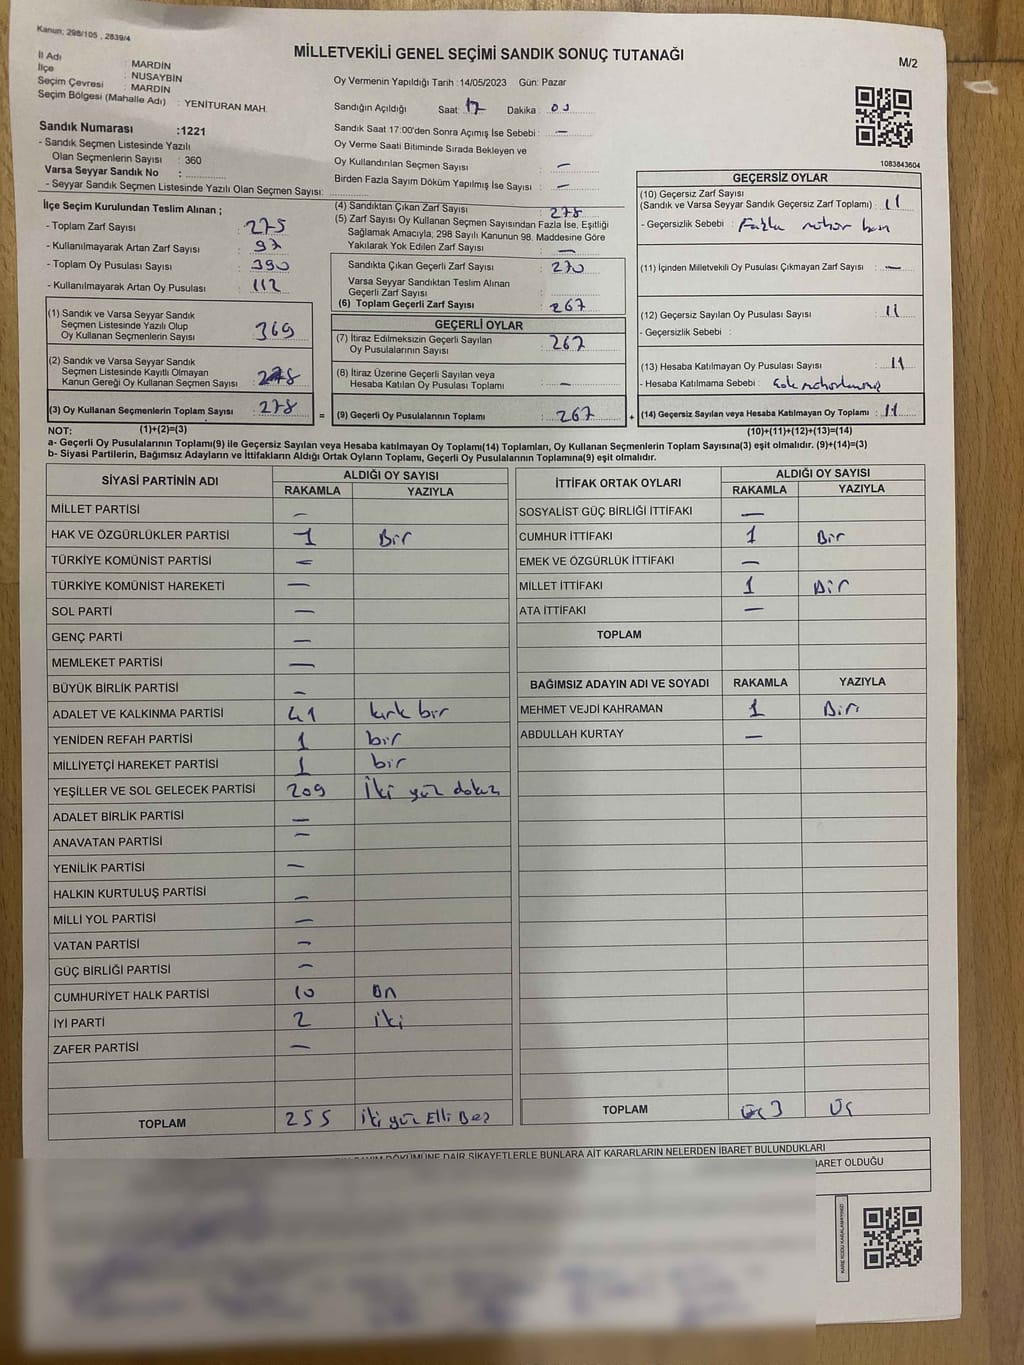 Kanun; 298/105 , 2839/4
MİLLETVEKİLİ GENEL SEÇİMİ SANDIK SONUÇ TUTANAĞI
M/2
İl Adı : MARDİN
İlçe : NUSAYBİN
Seçim Çevresi : MARDİN
Seçim Bölgesi (Mahalle Adı) : YENİTURAN MAH.
Sandık Numarası :1221
- Sandık Seçmen Listesinde Yazılı
Olan Seçmenlerin Sayısı : 360
Varsa Seyyar Sandık No :
- Seyyar Sandık Seçmen Listesinde Yazılı Olan Seçmen Sayısı:
Oy Vermenin Yapıldığı Tarih :14/05/2023 Gün: Pazar
Sandığın Açıldığı Saat: 17 Dakika :
Sandık Saat 17:00'den Sonra Açımış İse Sebebi : —
Oy Verme Saati Bitiminde Sırada Bekleyen ve
Oy Kullandırılan Seçmen Sayısı : —
Birden Fazla Sayım Döküm Yapılmış İse Sayısı : —
1083843604
İlçe Seçim Kurulundan Teslim Alınan ;
- Toplam Zarf Sayısı : 275
- Kullanılmayarak Artan Zarf Sayısı : 97
- Toplam Oy Pusulası Sayısı : 390
- Kullanılmayarak Artan Oy Pusulası : 112
(1) Sandık ve Varsa Seyyar Sandık
Seçmen Listesinde Yazılı Olup
Oy Kullanan Seçmenlerin Sayısı : 369
(2) Sandık ve Varsa Seyyar Sandık
Seçmen Listesinde Kayıtlı Olmayan
Kanun Gereği Oy Kullanan Seçmen Sayısı : 278
(3) Oy Kullanan Seçmenlerin Toplam Sayısı : 278
(4) Sandıktan Çıkan Zarf Sayısı : 278
(5) Zarf Sayısı Oy Kullanan Seçmen Sayısından Fazla İse, Eşitliği
Sağlamak Amacıyla, 298 Sayılı Kanunun 98. Maddesine Göre
Yakılarak Yok Edilen Zarf Sayısı : —
Sandıkta Çıkan Geçerli Zarf Sayısı : 270
Varsa Seyyar Sandıktan Teslim Alınan
Geçerli Zarf Sayısı :
(6) Toplam Geçerli Zarf Sayısı : 267
GEÇERLİ OYLAR
(7) İtiraz Edilmeksizin Geçerli Sayılan
Oy Pusulalarının Sayısı : 267
(8) İtiraz Üzerine Geçerli Sayılan veya
Hesaba Katılan Oy Pusulası Toplamı : —
= (9) Geçerli Oy Pusulalarının Toplamı : 267 +
GEÇERSİZ OYLAR
(10) Geçersiz Zarf Sayısı
(Sandık ve Varsa Seyyar Sandık Geçersiz Zarf Toplamı) : 11
- Geçersizlik Sebebi : Fazla
(11) İçinden Milletvekili Oy Pusulası Çıkmayan Zarf Sayısı : —
(12) Geçersiz Sayılan Oy Pusulası Sayısı : 11
- Geçersizlik Sebebi :
(13) Hesaba Katılmayan Oy Pusulası Sayısı : 11
- Hesaba Katılmama Sebebi :
(14) Geçersiz Sayılan veya Hesaba Katılmayan Oy Toplamı : 11
NOT: (1)+(2)=(3) (10)+(11)+(12)+(13)=(14)
a- Geçerli Oy Pusulalarının Toplamı(9) ile Geçersiz Sayılan veya Hesaba katılmayan Oy Toplamı(14) Toplamları, Oy Kullanan Seçmenlerin Toplam Sayısına(3) eşit olmalıdır. (9)+(14)=(3)
b- Siyasi Partilerin, Bağımsız Adayların ve İttifakların Aldığı Ortak Oyların Toplamı, Geçerli Oy Pusulalarının Toplamına(9) eşit olmalıdır.
SİYASİ PARTİNİN ADI ALDIĞI OY SAYISI
RAKAMLA YAZIYLA
MİLLET PARTİSİ —
HAK VE ÖZGÜRLÜKLER PARTİSİ 1 Bir
TÜRKİYE KOMÜNİST PARTİSİ —
TÜRKİYE KOMÜNİST HAREKETİ —
SOL PARTİ —
GENÇ PARTİ —
MEMLEKET PARTİSİ —
BÜYÜK BİRLİK PARTİSİ —
ADALET VE KALKINMA PARTİSİ 41 kırk bir
YENİDEN REFAH PARTİSİ 1 bir
MİLLİYETÇİ HAREKET PARTİSİ 1 bir
YEŞİLLER VE SOL GELECEK PARTİSİ 209 İki yüz dokuz
ADALET BİRLİK PARTİSİ —
ANAVATAN PARTİSİ —
YENİLİK PARTİSİ —
HALKIN KURTULUŞ PARTİSİ —
MİLLİ YOL PARTİSİ —
VATAN PARTİSİ —
GÜÇ BİRLİĞİ PARTİSİ —
CUMHURİYET HALK PARTİSİ 10 on
İYİ PARTİ 2 iki
ZAFER PARTİSİ —
TOPLAM 255 iki yüz Elli Beş
İTTİFAK ORTAK OYLARI ALDIĞI OY SAYISI
RAKAMLA YAZIYLA
SOSYALİST GÜÇ BİRLİĞİ İTTİFAKI —
CUMHUR İTTİFAKI 1 Bir
EMEK VE ÖZGÜRLÜK İTTİFAKI —
MİLLET İTTİFAKI 1 Bir
ATA İTTİFAKI —
TOPLAM
BAĞIMSIZ ADAYIN ADI VE SOYADI RAKAMLA YAZIYLA
MEHMET VEJDİ KAHRAMAN 1 Bir
ABDULLAH KURTAY —
TOPLAM üç 3 üç
DÖKÜMÜNE DAİR ŞİKAYETLERLE BUNLARA AİT KARARLARIN NELERDEN İBARET BULUNDUKLARI
İBARET OLDUĞU
KARE KODU KARALAMAYINIZ